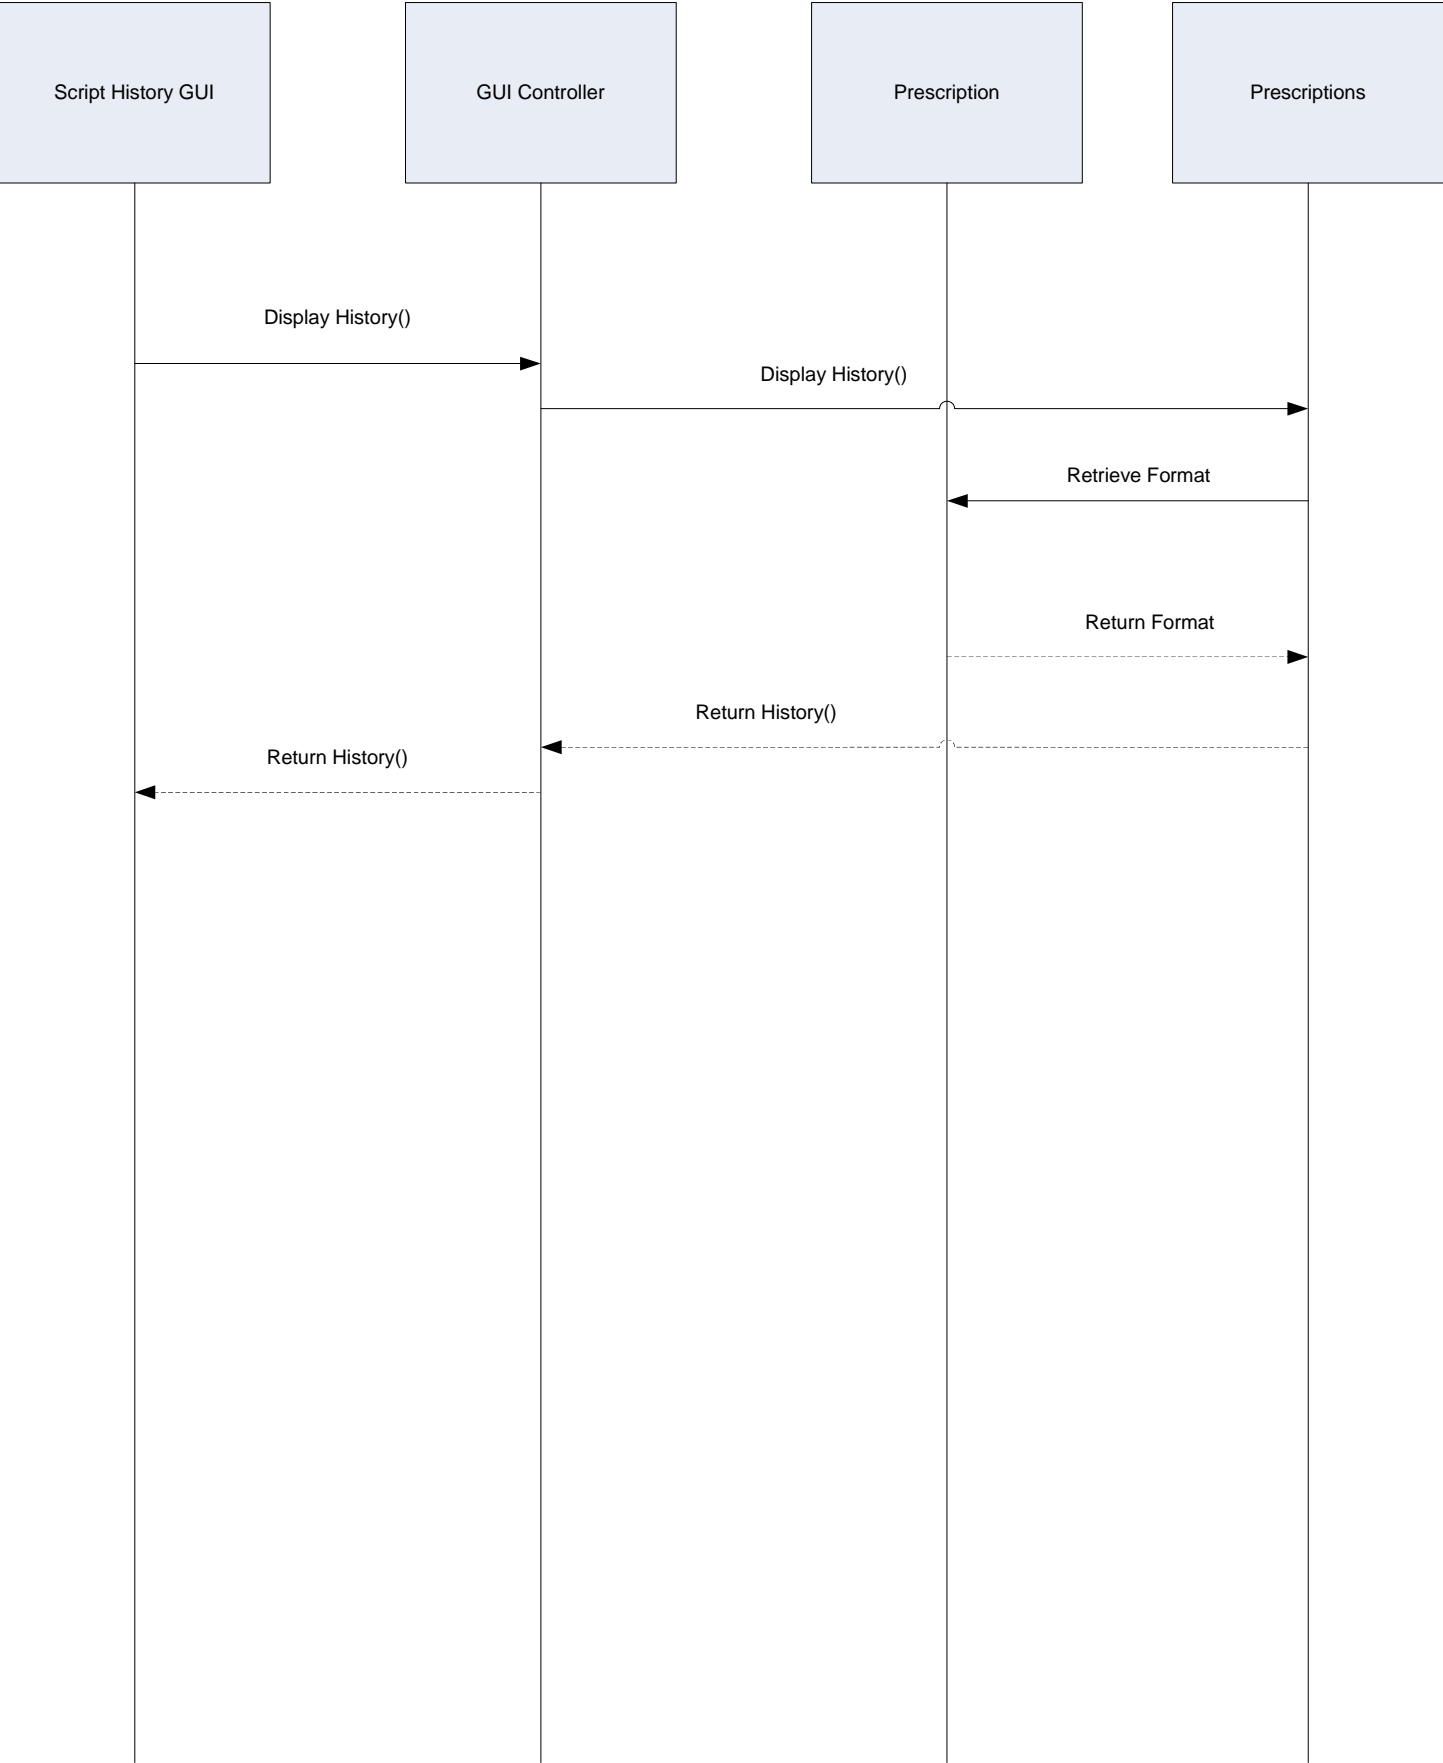 Script History GUI
GUI Controller
Prescription
Prescriptions
Display History()
Display History()
Retrieve Format
Return Format
Return History()
Return History()